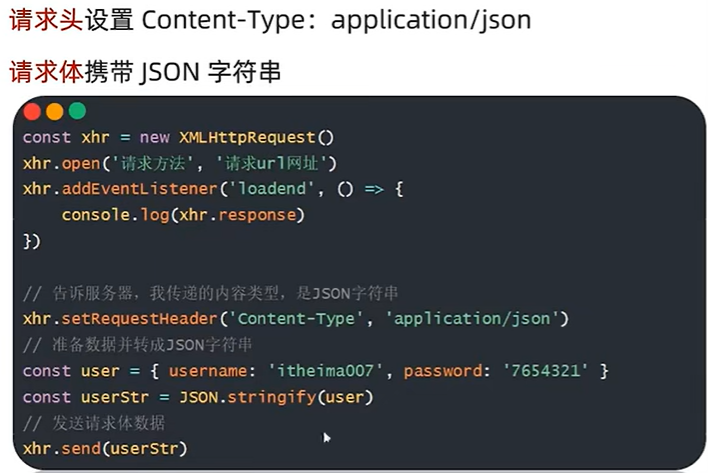 请求头设置 Content-Type：application/json
请求体携带 JSON 字符串
const xhr = new XMLHttpRequest()
xhr.open('请求方法', '请求url网址')
xhr.addEventListener('loadend', () => {
    console.log(xhr.response)
})
// 告诉服务器，我传递的内容类型，是JSON字符串
xhr.setRequestHeader('Content-Type', 'application/json')
// 准备数据并转成JSON字符串
const user = { username: 'itheima007', password: '7654321' }
const userStr = JSON.stringify(user)
// 发送请求体数据
xhr.send(userStr)